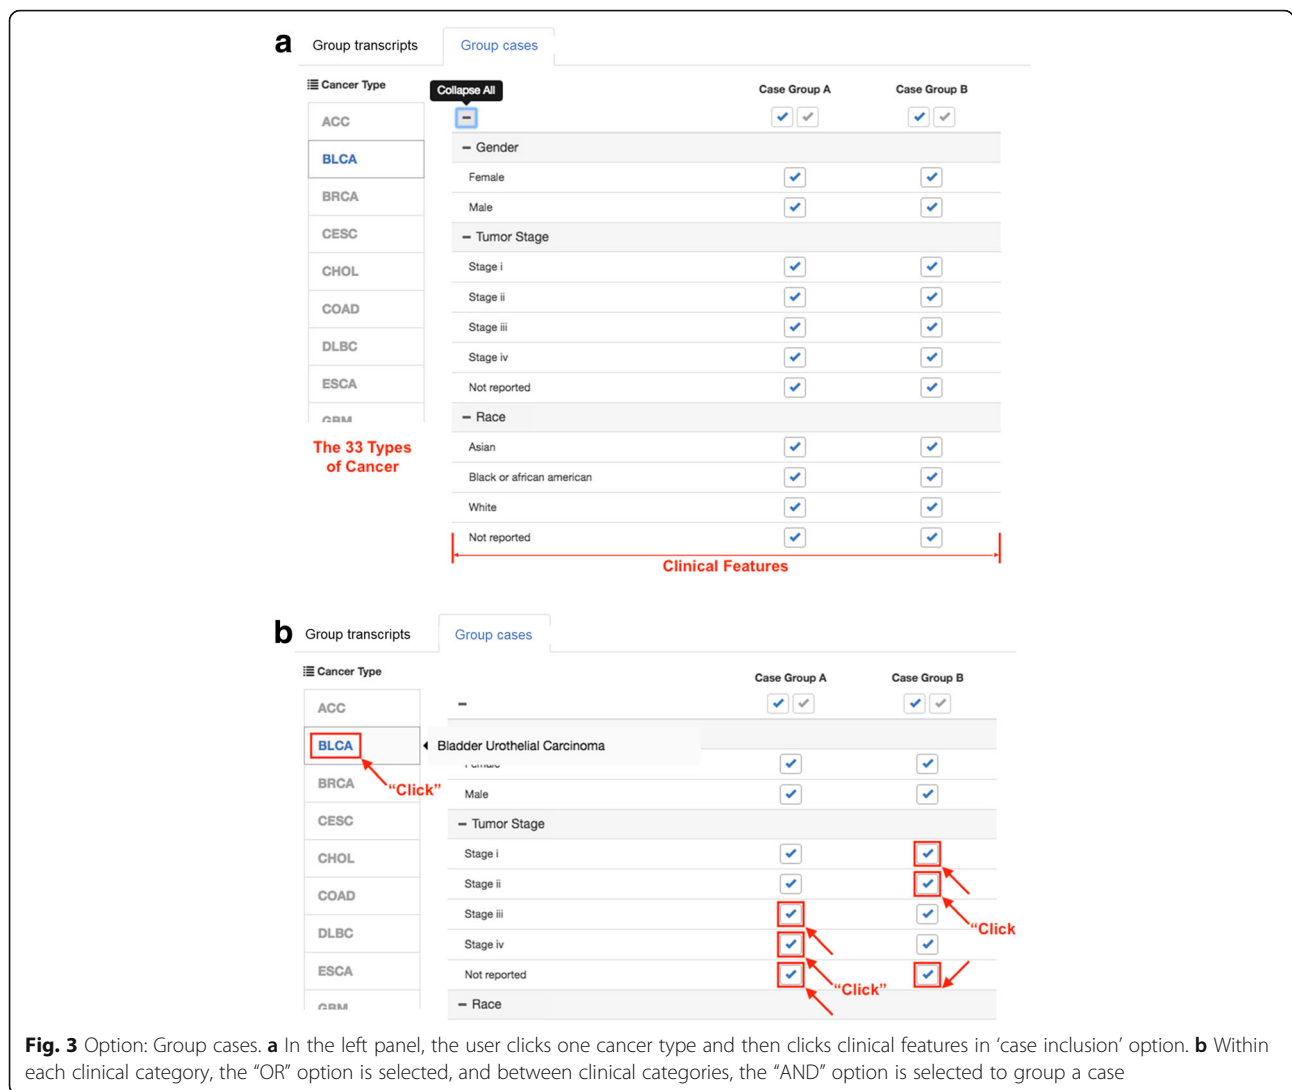 a
Group transcripts
Group cases
Cancer Type
Collapse All
Case Group A
Case Group B
ACC
BLCA
BRCA
CESC
CHOL
COAD
DLBC
ESCA
GBM
The 33 Types
of Cancer
Gender
Female
Male
Tumor Stage
Stage i
Stage ii
Stage iii
Stage iv
Not reported
Race
Asian
Black or african american
White
Not reported
Clinical Features
b
Group transcripts
Group cases
Cancer Type
Case Group A
Case Group B
ACC
BLCA
Bladder Urothelial Carcinoma
"Click"
BRCA
CESC
CHOL
COAD
DLBC
ESCA
GBM
Female
Male
Tumor Stage
Stage i
Stage ii
Stage iii
Stage iv
Not reported
Race
"Click
"Click"
Fig. 3 Option: Group cases. a In the left panel, the user clicks one cancer type and then clicks clinical features in 'case inclusion' option. b Within
each clinical category, the "OR" option is selected, and between clinical categories, the "AND" option is selected to group a case